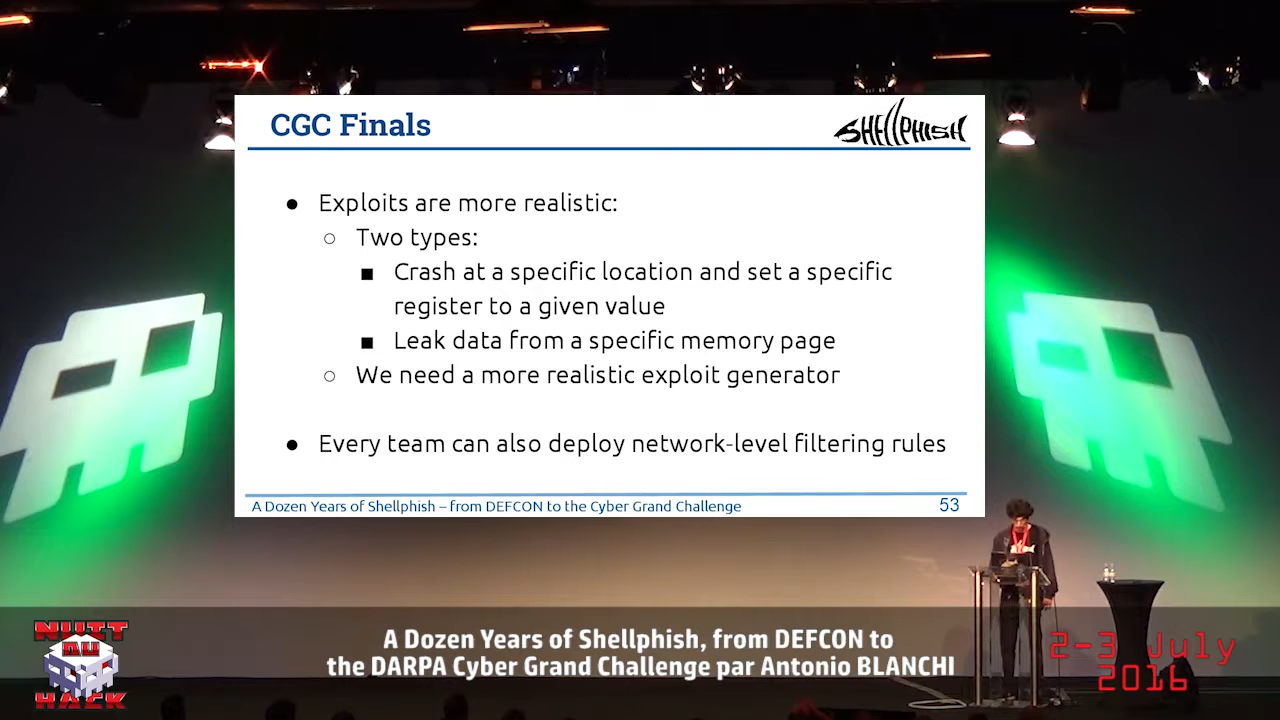 CGC Finals
SHELLPHISH
● Exploits are more realistic:
○ Two types:
■ Crash at a specific location and set a specific
register to a given value
■ Leak data from a specific memory page
○ We need a more realistic exploit generator
● Every team can also deploy network-level filtering rules
A Dozen Years of Shellphish – from DEFCON to the Cyber Grand Challenge
53
NUIT
DU
HACK
A Dozen Years of Shellphish, from DEFCON to
the DARPA Cyber Grand Challenge par Antonio BLANCHI
2-3 July
2016